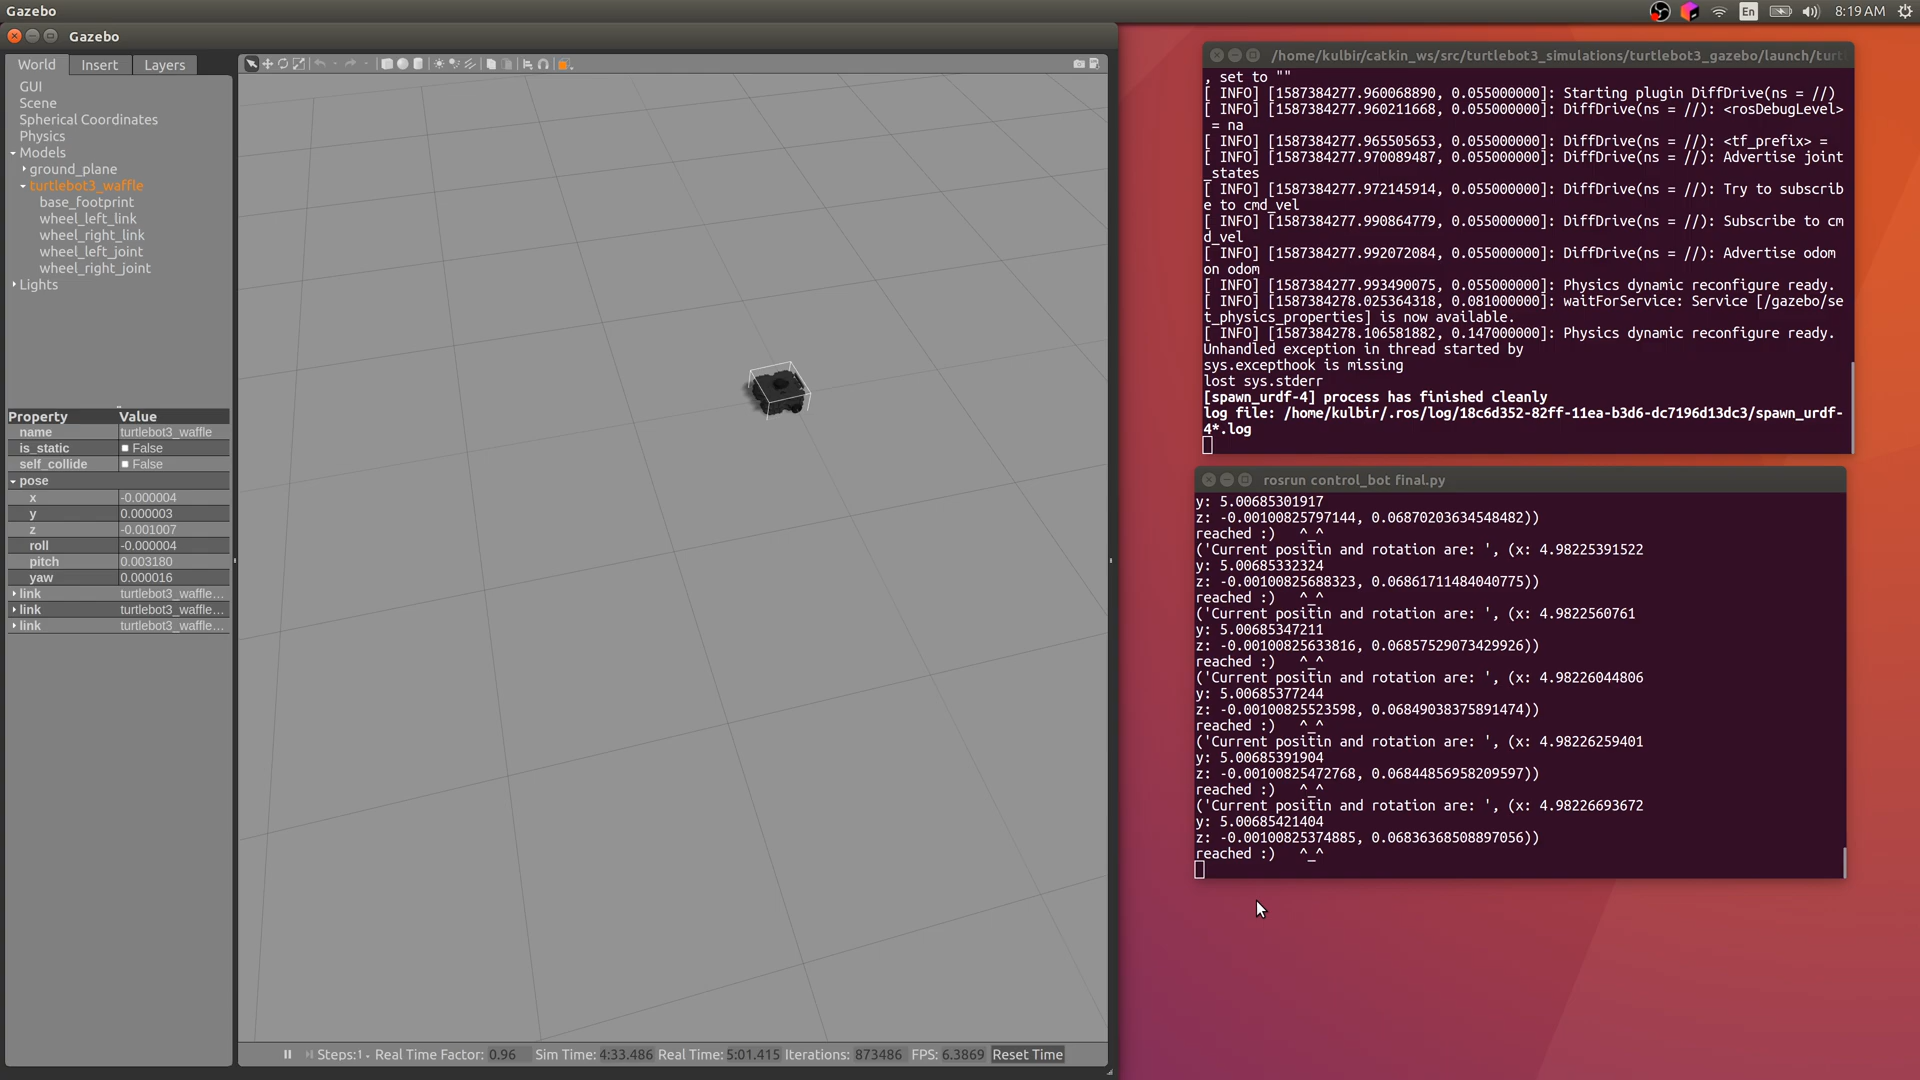 Gazebo
En
8:19 AM
Gazebo
World
Insert
Layers
GUI
Scene
Spherical Coordinates
Physics
Models
ground_plane
turtlebot3_waffle
base_footprint
wheel_left_link
wheel_right_link
wheel_left_joint
wheel_right_joint
Lights
Property Value
name turtlebot3_waffle
is_static False
self_collide False
pose
x -0.000004
y 0.000003
z -0.001007
roll -0.000004
pitch 0.003180
yaw 0.000016
link turtlebot3_waffle...
link turtlebot3_waffle...
link turtlebot3_waffle...
Steps: 1 Real Time Factor: 0.96 Sim Time: 4:33.486 Real Time: 5:01.415 Iterations: 873486 FPS: 6.3869 Reset Time
/home/kulbir/catkin_ws/src/turtlebot3_simulations/turtlebot3_gazebo/launch/turt
, set to ""
[ INFO] [1587384277.960068890, 0.055000000]: Starting plugin DiffDrive(ns = //)
[ INFO] [1587384277.960211668, 0.055000000]: DiffDrive(ns = //): <rosDebugLevel>
= na
[ INFO] [1587384277.965505653, 0.055000000]: DiffDrive(ns = //): <tf_prefix> =
[ INFO] [1587384277.970089487, 0.055000000]: DiffDrive(ns = //): Advertise joint
_states
[ INFO] [1587384277.972145914, 0.055000000]: DiffDrive(ns = //): Try to subscrib
e to cmd_vel
[ INFO] [1587384277.990864779, 0.055000000]: DiffDrive(ns = //): Subscribe to cm
d_vel
[ INFO] [1587384277.992072084, 0.055000000]: DiffDrive(ns = //): Advertise odom
on odom
[ INFO] [1587384277.993490075, 0.055000000]: Physics dynamic reconfigure ready.
[ INFO] [1587384278.025364318, 0.081000000]: waitForService: Service [/gazebo/se
t_physics_properties] is now available.
[ INFO] [1587384278.106581882, 0.147000000]: Physics dynamic reconfigure ready.
Unhandled exception in thread started by
sys.excepthook is missing
lost sys.stderr
[spawn_urdf-4] process has finished cleanly
log file: /home/kulbir/.ros/log/18c6d352-82ff-11ea-b3d6-dc7196d13dc3/spawn_urdf-
4*.log
rosrun control_bot final.py
y: 5.00685301917
z: -0.00100825797144, 0.06870203634548482))
reached :)   ^_^
('Current positin and rotation are: ', (x: 4.98225391522
y: 5.00685332324
z: -0.00100825688323, 0.06861711484040775))
reached :)   ^_^
('Current positin and rotation are: ', (x: 4.9822560761
y: 5.00685347211
z: -0.00100825633816, 0.06857529073429926))
reached :)   ^_^
('Current positin and rotation are: ', (x: 4.98226044806
y: 5.00685377244
z: -0.00100825523598, 0.06849038375891474))
reached :)   ^_^
('Current positin and rotation are: ', (x: 4.98226259401
y: 5.00685391904
z: -0.00100825472768, 0.06844856958209597))
reached :)   ^_^
('Current positin and rotation are: ', (x: 4.98226693672
y: 5.00685421404
z: -0.00100825374885, 0.06836368508897056))
reached :)   ^_^